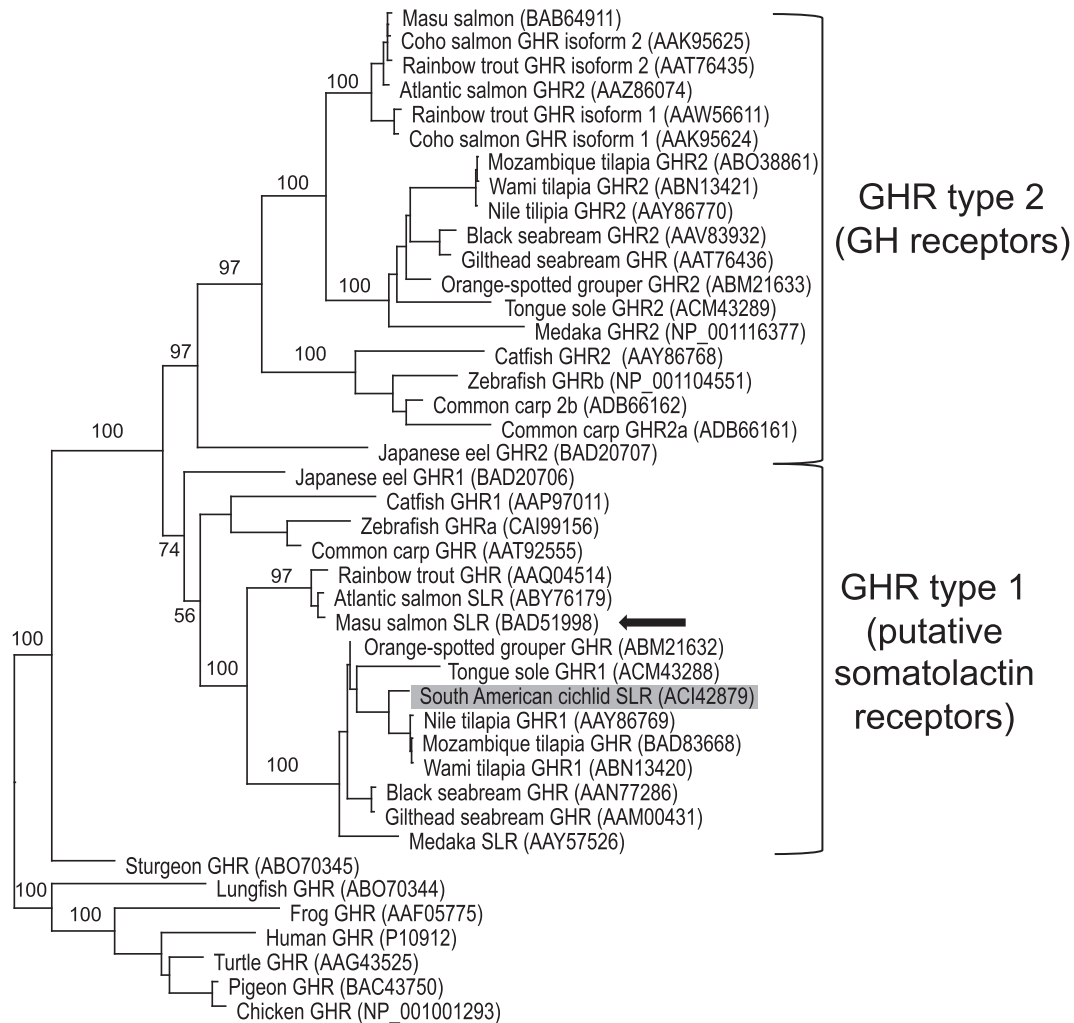 Masu salmon (BAB64911)
Coho salmon GHR isoform 2 (AAK95625)
Rainbow trout GHR isoform 2 (AAT76435)
100
Atlantic salmon GHR2 (AAZ86074)
Rainbow trout GHR isoform 1 (AAW56611)
Coho salmon GHR isoform 1 (AAK95624)
Mozambique tilapia GHR2 (ABO38861)
100
Wami tilapia GHR2 (ABN13421)
Nile tilipia GHR2 (AAY86770)
Black seabream GHR2 (AAV83932)
Gilthead seabream GHR (AAT76436)
97
Orange-spotted grouper GHR2 (ABM21633)
100
Tongue sole GHR2 (ACM43289)
Medaka GHR2 (NP_001116377)
GHR type 2
(GH receptors)
100
Catfish GHR2 (AAY86768)
97
Zebrafish GHRb (NP_001104551)
Common carp 2b (ADB66162)
Common carp GHR2a (ADB66161)
100
Japanese eel GHR2 (BAD20707)
Japanese eel GHR1 (BAD20706)
Catfish GHR1 (AAP97011)
Zebrafish GHRa (CAI99156)
74
Common carp GHR (AAT92555)
97
Rainbow trout GHR (AAQ04514)
Atlantic salmon SLR (ABY76179)
56
Masu salmon SLR (BAD51998)
100
Orange-spotted grouper GHR (ABM21632)
100
Tongue sole GHR1 (ACM43288)
South American cichlid SLR (ACI42879)
Nile tilapia GHR1 (AAY86769)
Mozambique tilapia GHR (BAD83668)
100
Wami tilapia GHR1 (ABN13420)
Black seabream GHR (AAN77286)
Gilthead seabream GHR (AAM00431)
Medaka SLR (AAY57526)
GHR type 1
(putative
somatolactin
receptors)
Sturgeon GHR (ABO70345)
100
Lungfish GHR (ABO70344)
100
Frog GHR (AAF05775)
Human GHR (P10912)
Turtle GHR (AAG43525)
Pigeon GHR (BAC43750)
Chicken GHR (NP_001001293)